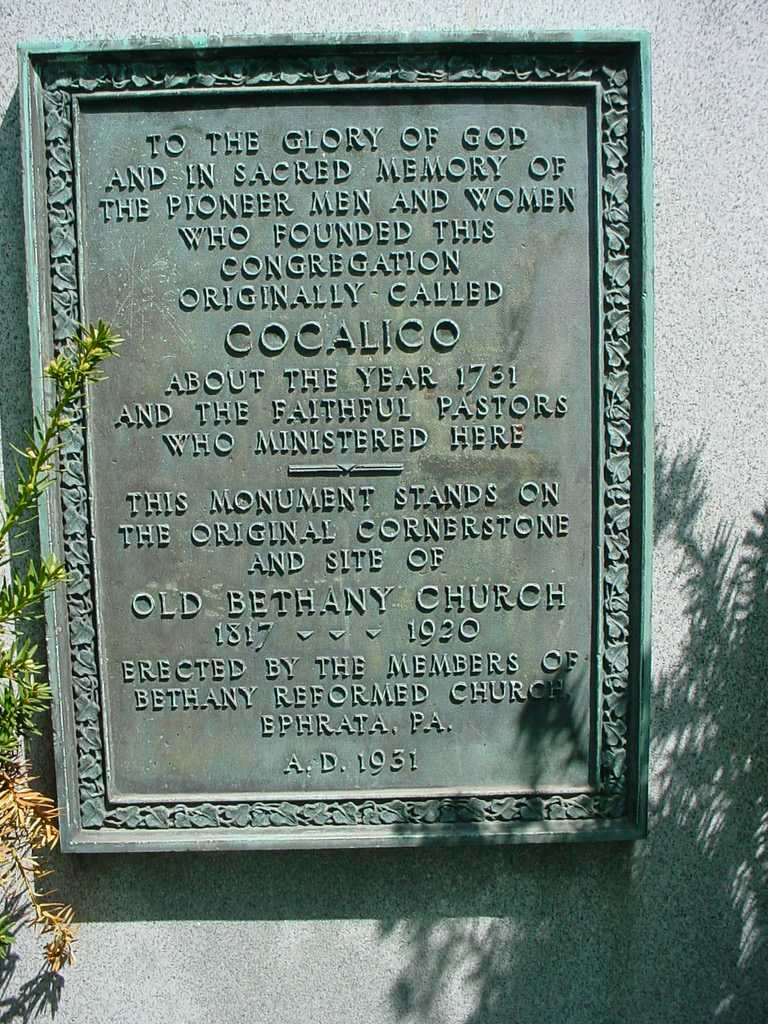 TO THE GLORY OF GOD
AND IN SACRED MEMORY OF
THE PIONEER MEN AND WOMEN
WHO FOUNDED THIS
CONGREGATION
ORIGINALLY CALLED
COCALICO
ABOUT THE YEAR 1731
AND THE FAITHFUL PASTORS
WHO MINISTERED HERE
THIS MONUMENT STANDS ON
THE ORIGINAL CORNERSTONE
AND SITE OF
OLD BETHANY CHURCH
1817 1920
ERECTED BY THE MEMBERS OF
BETHANY REFORMED CHURCH
EPHRATA, PA.
A. D. 1931